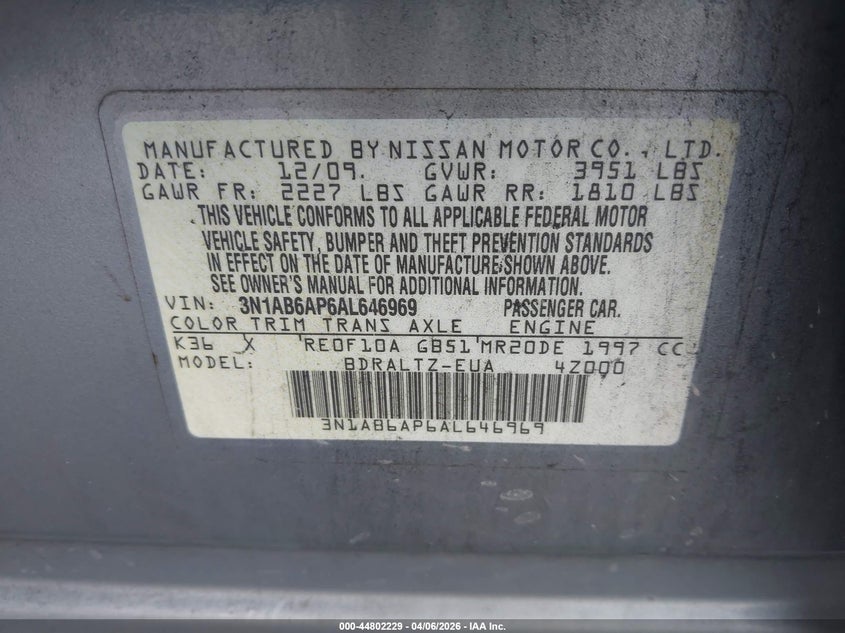 MANUFACTURED BY NISSAN MOTOR CO., LTD.
DATE: 12/09. GVWR: 3951 LBS
GAWR FR: 2227 LBS GAWR RR: 1810 LBS
THIS VEHICLE CONFORMS TO ALL APPLICABLE FEDERAL MOTOR
VEHICLE SAFETY, BUMPER AND THEFT PREVENTION STANDARDS
IN EFFECT ON THE DATE OF MANUFACTURE SHOWN ABOVE.
SEE OWNER'S MANUAL FOR ADDITIONAL INFORMATION.
VIN: 3N1AB6AP6AL646969 PASSENGER CAR.
COLOR TRIM TRANS AXLE ENGINE
K36 X RE0F10A GB51 MR20DE 1997 CC
MODEL: BDRALTZ-EUA 4Z000
3N1AB6AP6AL646969
000-44802229 - 04/06/2026 - IAA Inc.